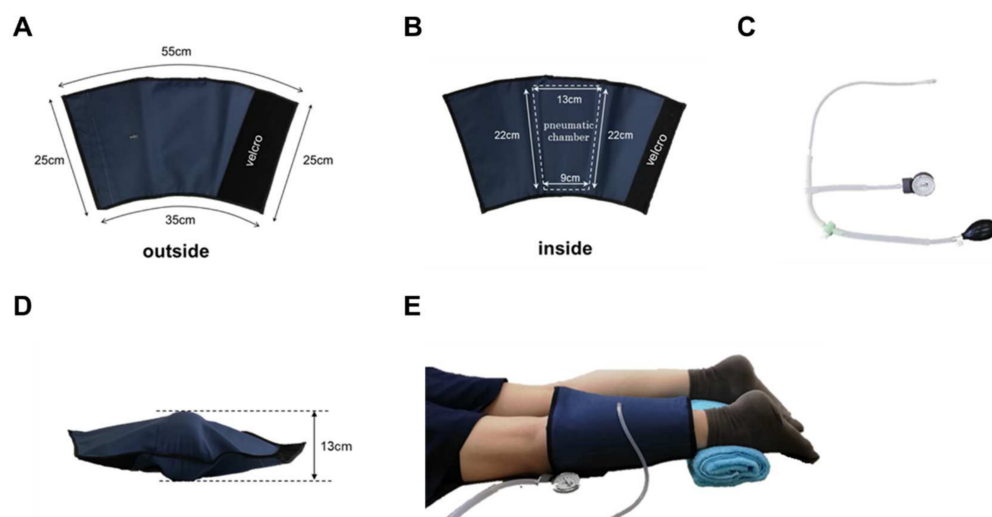 A
B
C
55cm
25cm
velcro
25cm
35cm
outside
13cm
22cm
pneumatic
chamber
22cm
9cm
velcro
inside
D
E
13cm